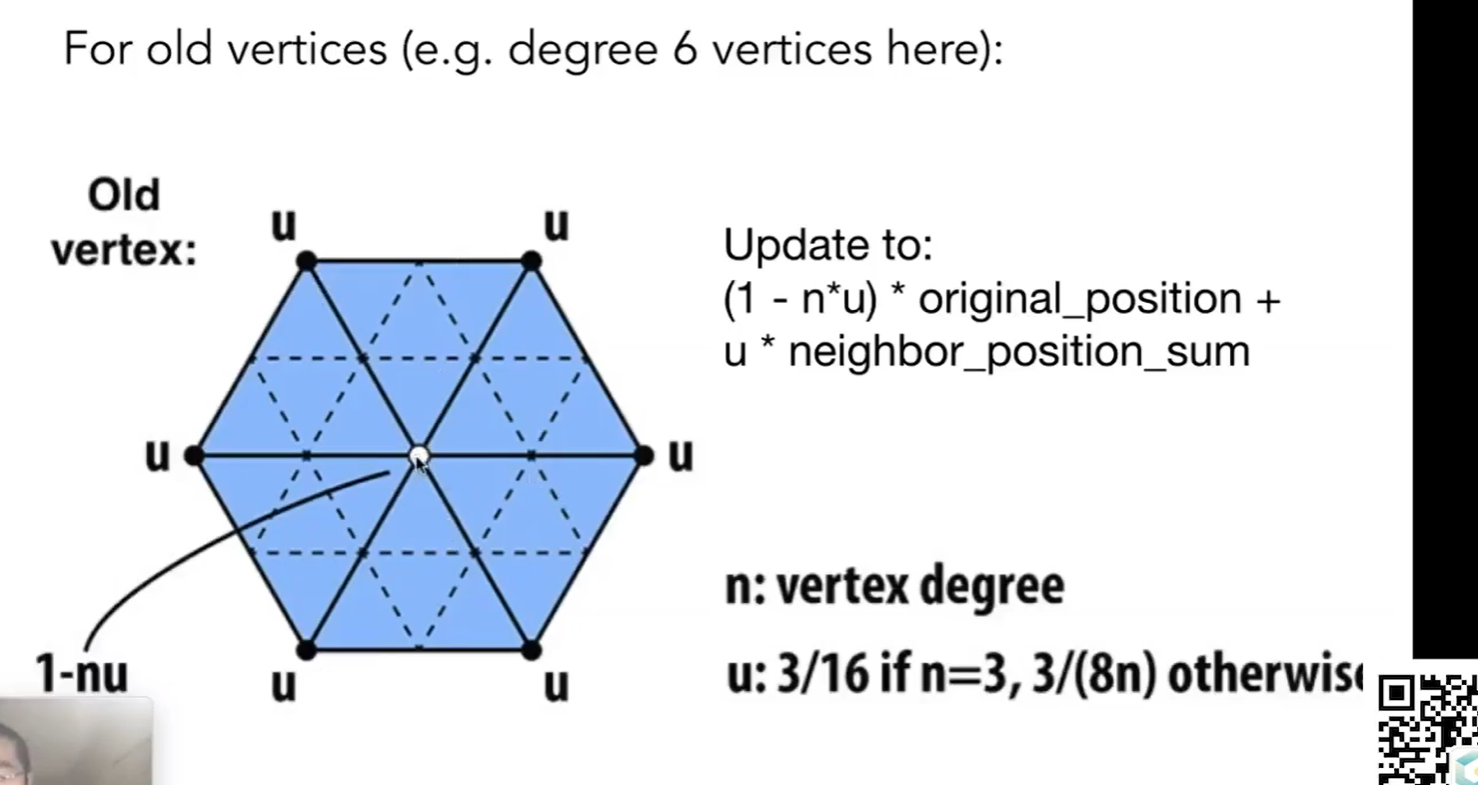 For old vertices (e.g. degree 6 vertices here):
Old
vertex:
u
u
Update to:
(1 - n*u) * original_position +
u * neighbor_position_sum
u
u
n: vertex degree
1-nu
u
u
u: 3/16 if n=3, 3/(8n) otherwise